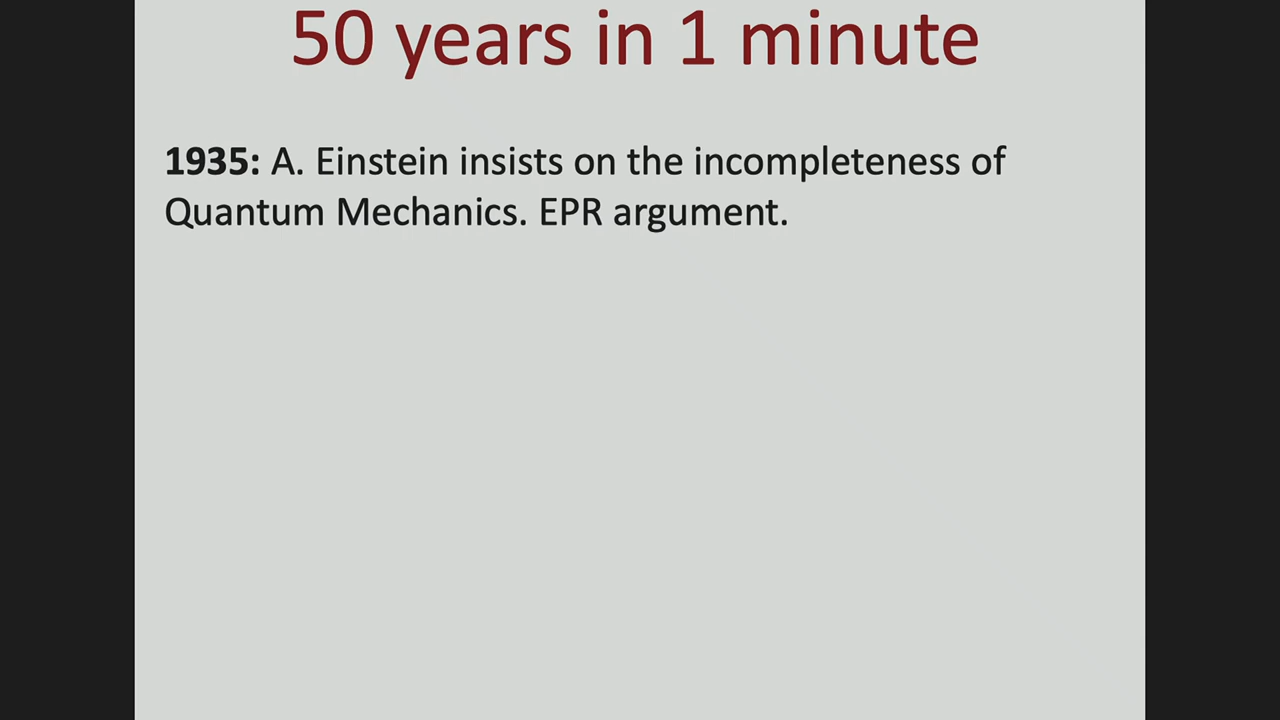 50 years in 1 minute
1935: A. Einstein insists on the incompleteness of
Quantum Mechanics. EPR argument.